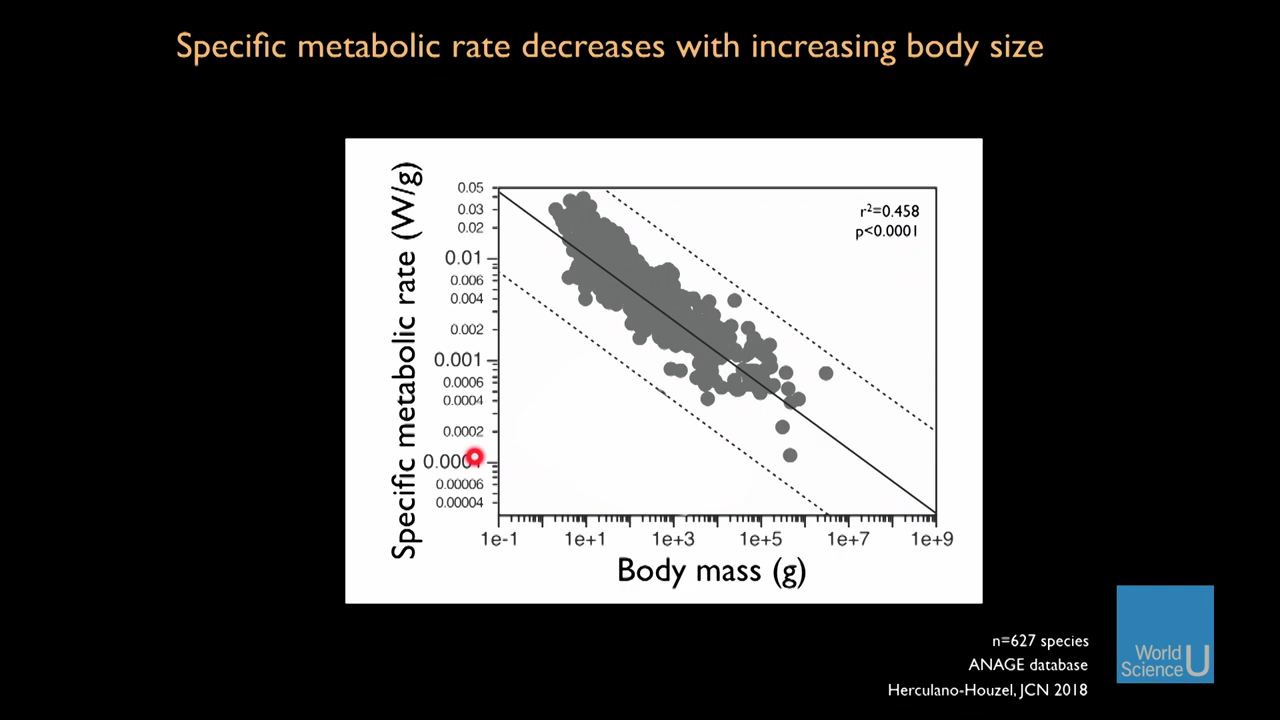 Specific metabolic rate decreases with increasing body size
Specific metabolic rate (W/g)
0.05
0.03
0.02
0.01
0.006
0.004
0.002
0.001
0.0006
0.0004
0.0002
0.00006
0.00004
r²=0.458
p<0.0001
1e-1 1e+1 1e+3 1e+5 1e+7 1e+9
Body mass (g)
n=627 species
ANAGE database
Herculano-Houzel, JCN 2018
World
Science U